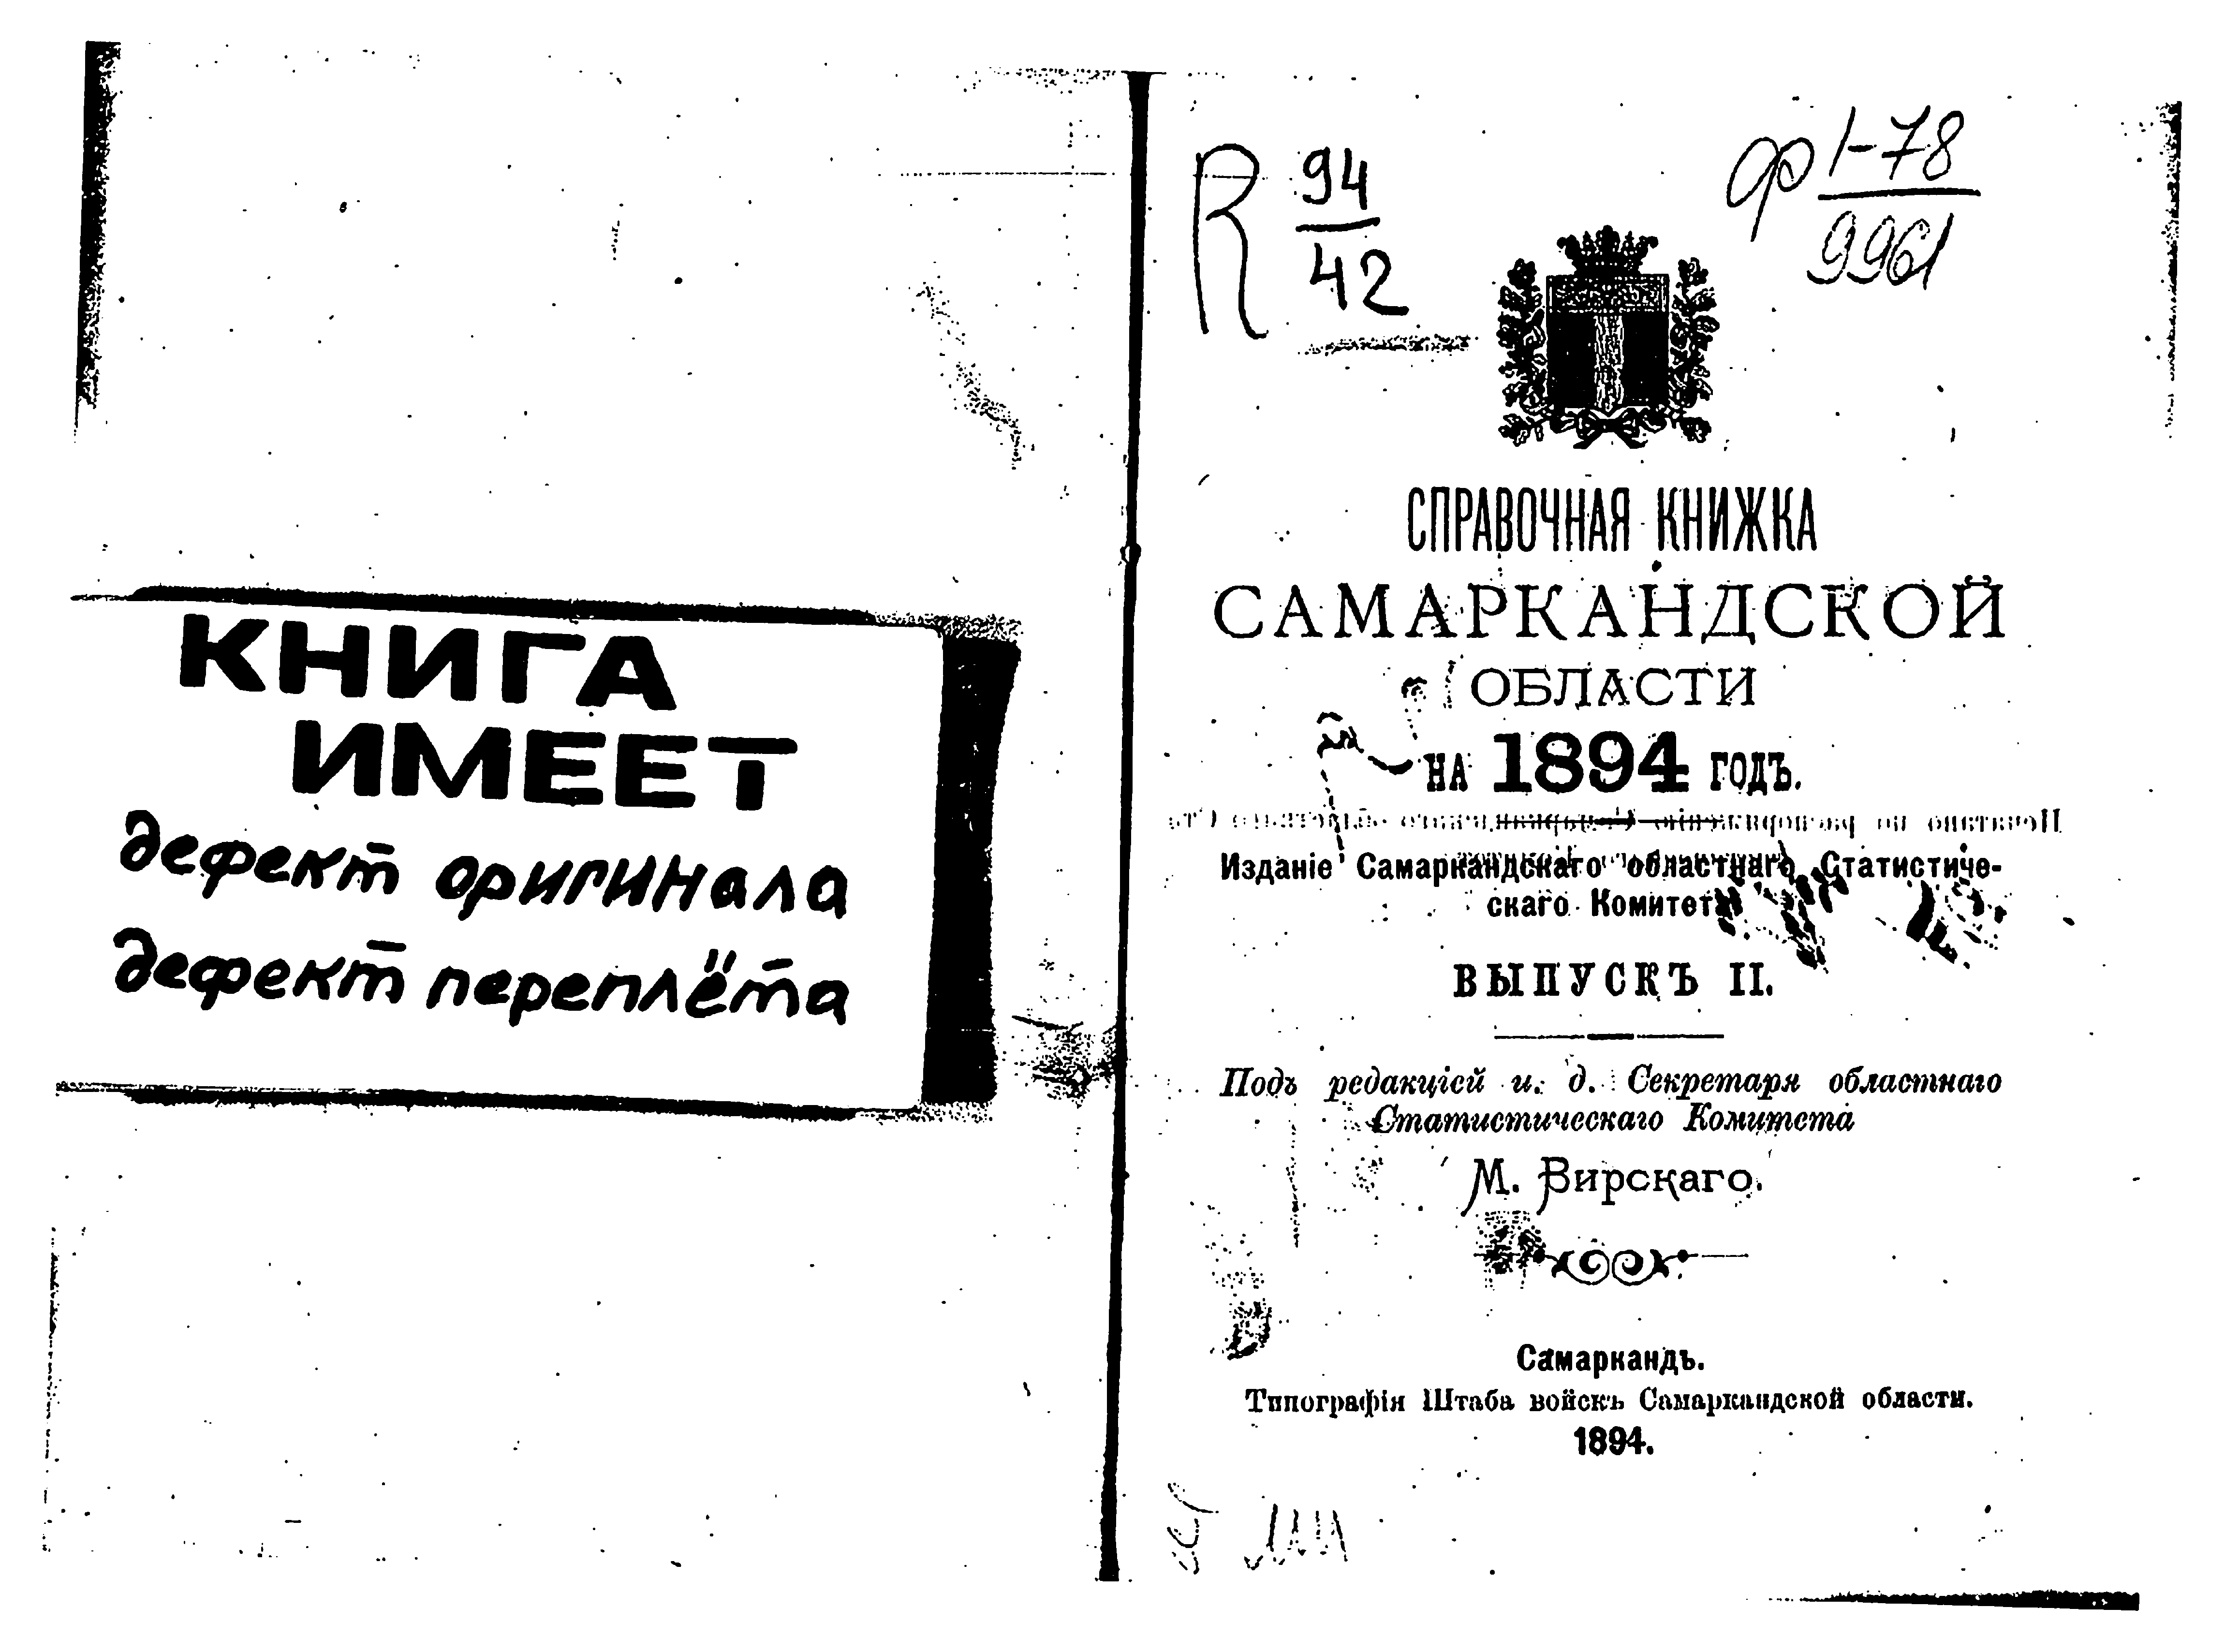 КНИГА
ИМЕЕТ
дефект оригинала
дефект переплёта
R 94
42
ф 1-78
9961
СПРАВОЧНАЯ КНИЖКА
САМАРКАНДСКОЙ
ОБЛАСТИ
НА 1894 ГОДЪ.
Изданіе Самаркандскаго областнаго Статистиче-
скаго Комитета
ВЫПУСКЪ II.
Подъ редакціей и. д. Секретаря областнаго
Статистическаго Комитета
М. Вирскаго.
Самаркандъ.
Типографія Штаба войскъ Самаркандской области.
1894.